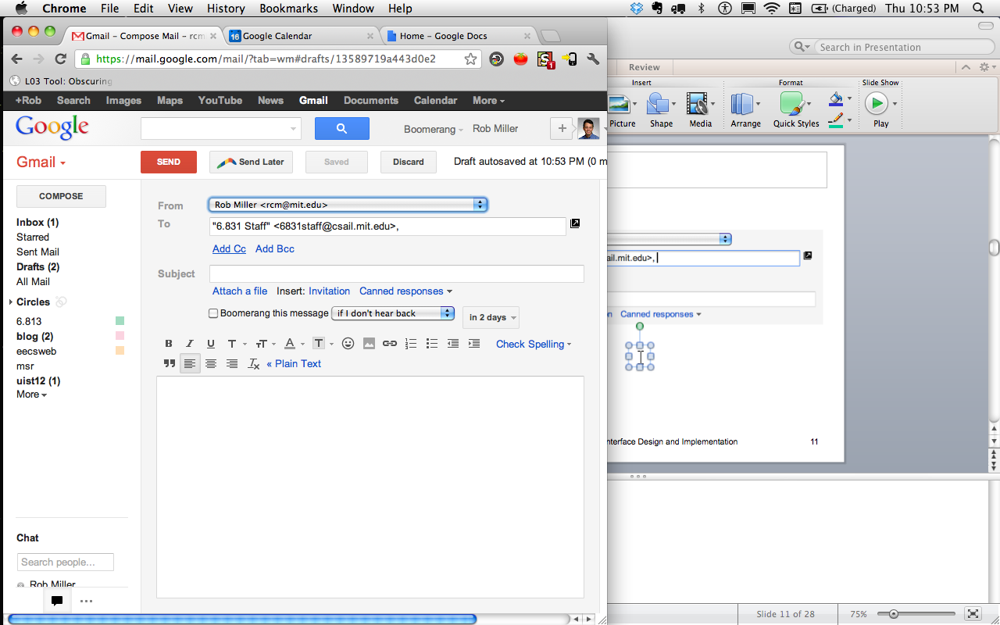 Chrome File Edit View History Bookmarks Window Help (Charged) Thu 10:53 PM
Gmail – Compose Mail – rcm
16 Google Calendar
Home – Google Docs
https://mail.google.com/mail/?tab=wm#drafts/13589719a443d0e2
1
L03 Tool: Obscuring
+Rob Search Images Maps YouTube News Gmail Documents Calendar More
Google
Boomerang Rob Miller +
Gmail
SEND Send Later Saved Discard Draft autosaved at 10:53 PM (0 m
COMPOSE
Inbox (1)
Starred
Sent Mail
Drafts (2)
All Mail
Circles
6.813
blog (2)
eecsweb
msr
uist12 (1)
More
Chat
Search people...
Rob Miller
From Rob Miller <rcm@mit.edu>
To "6.831 Staff" <6831staff@csail.mit.edu>,
Add Cc Add Bcc
Subject
Attach a file Insert: Invitation Canned responses
Boomerang this message if I don't hear back in 2 days
B I U T тT A T Check Spelling
« Plain Text
Search in Presentation
Review
Insert Format Slide Show
Picture Shape Media Arrange Quick Styles Play
ail.mit.edu>,
n Canned responses
nterface Design and Implementation 11
Slide 11 of 28 75%